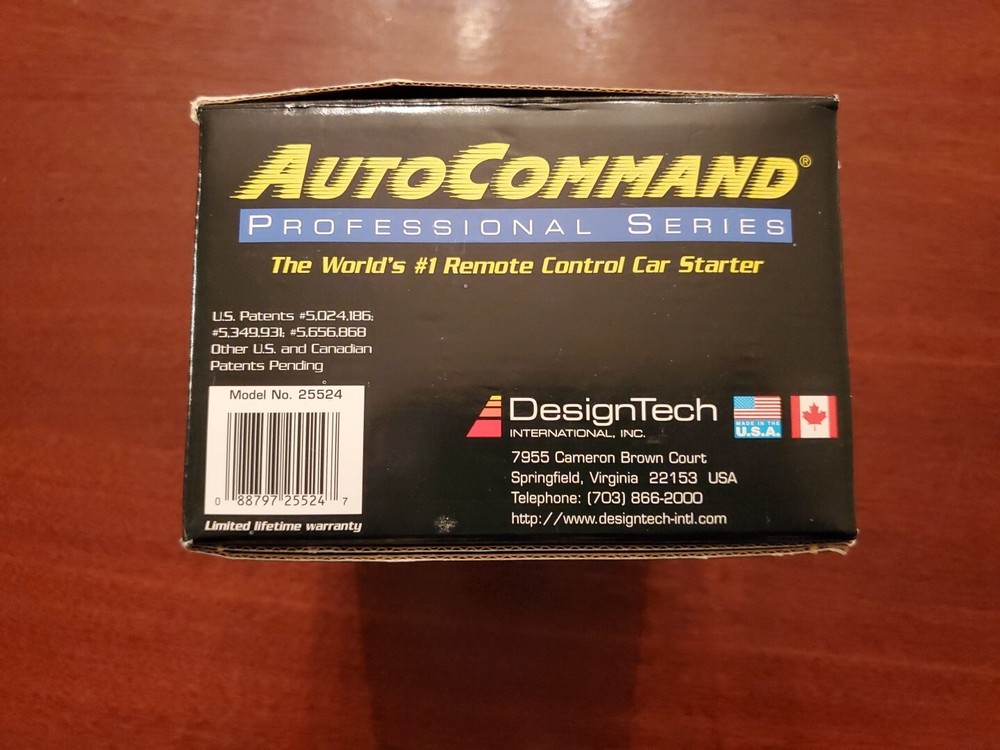 AUTOCOMMAND®
PROFESSIONAL SERIES
The World's #1 Remote Control Car Starter
U.S. Patents #5,024,186;
#5,349,931; #5,656,868
Other U.S. and Canadian
Patents Pending
Model No. 25524
0 88797 25524 7
Limited lifetime warranty
DesignTech
INTERNATIONAL, INC.
MADE IN THE
U.S.A.
7955 Cameron Brown Court
Springfield, Virginia 22153 USA
Telephone: (703) 866-2000
http://www.designtech-intl.com